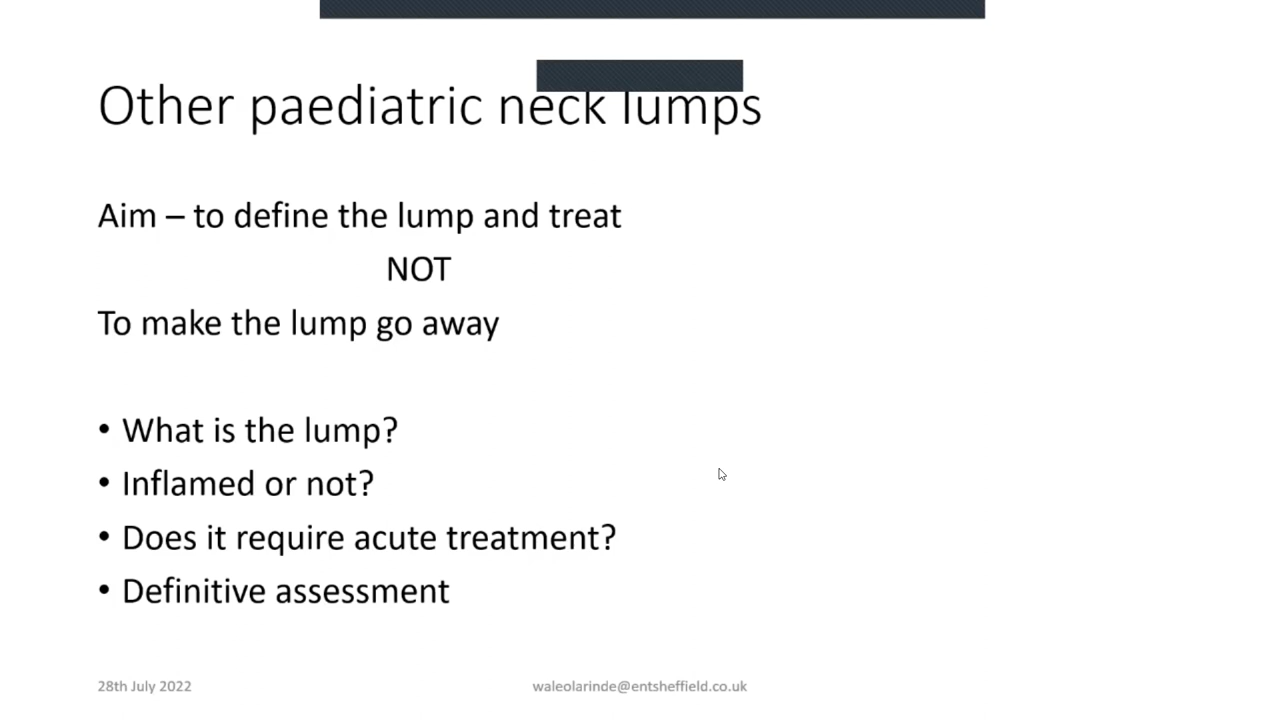 Other paediatric neck lumps
Aim – to define the lump and treat
NOT
To make the lump go away
• What is the lump?
• Inflamed or not?
• Does it require acute treatment?
• Definitive assessment
28th July 2022
waleolarinde@entsheffield.co.uk